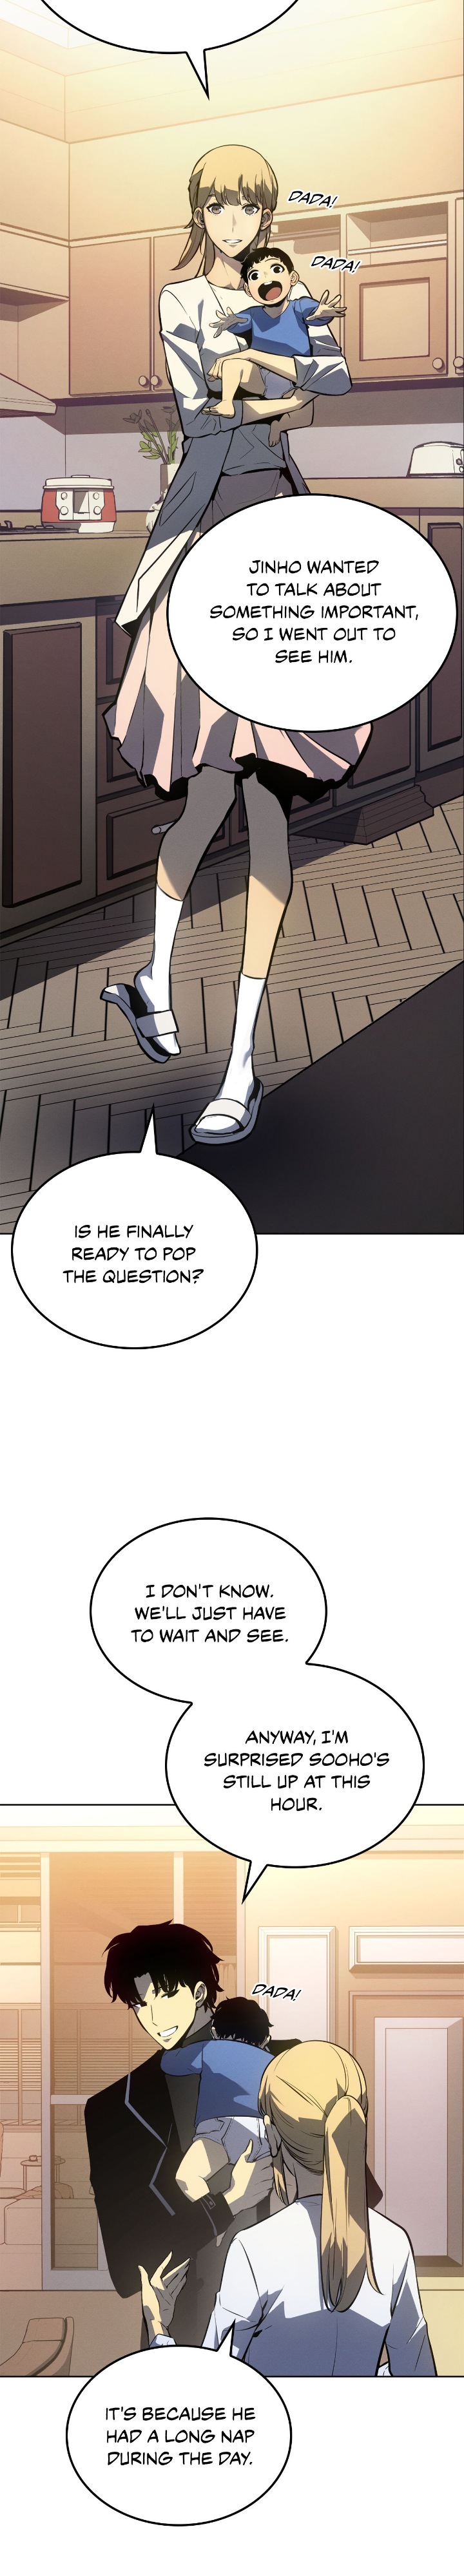 DADA!
DADA!
JINHO WANTED
TO TALK ABOUT
SOMETHING IMPORTANT,
SO I WENT OUT TO
SEE HIM.
IS HE FINALLY
READY TO POP
THE QUESTION?
I DON'T KNOW.
WE'LL JUST HAVE
TO WAIT AND SEE.
ANYWAY, I'M
SURPRISED SOOHO'S
STILL UP AT THIS
HOUR.
DADA!
IT'S BECAUSE HE
HAD A LONG NAP
DURING THE DAY.